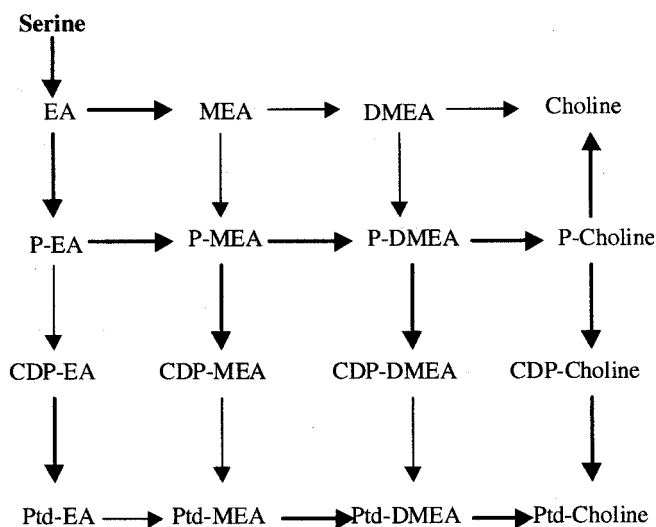 Serine
EA MEA DMEA Choline
P-EA P-MEA P-DMEA P-Choline
CDP-EA CDP-MEA CDP-DMEA CDP-Choline
Ptd-EA Ptd-MEA Ptd-DMEA Ptd-Choline